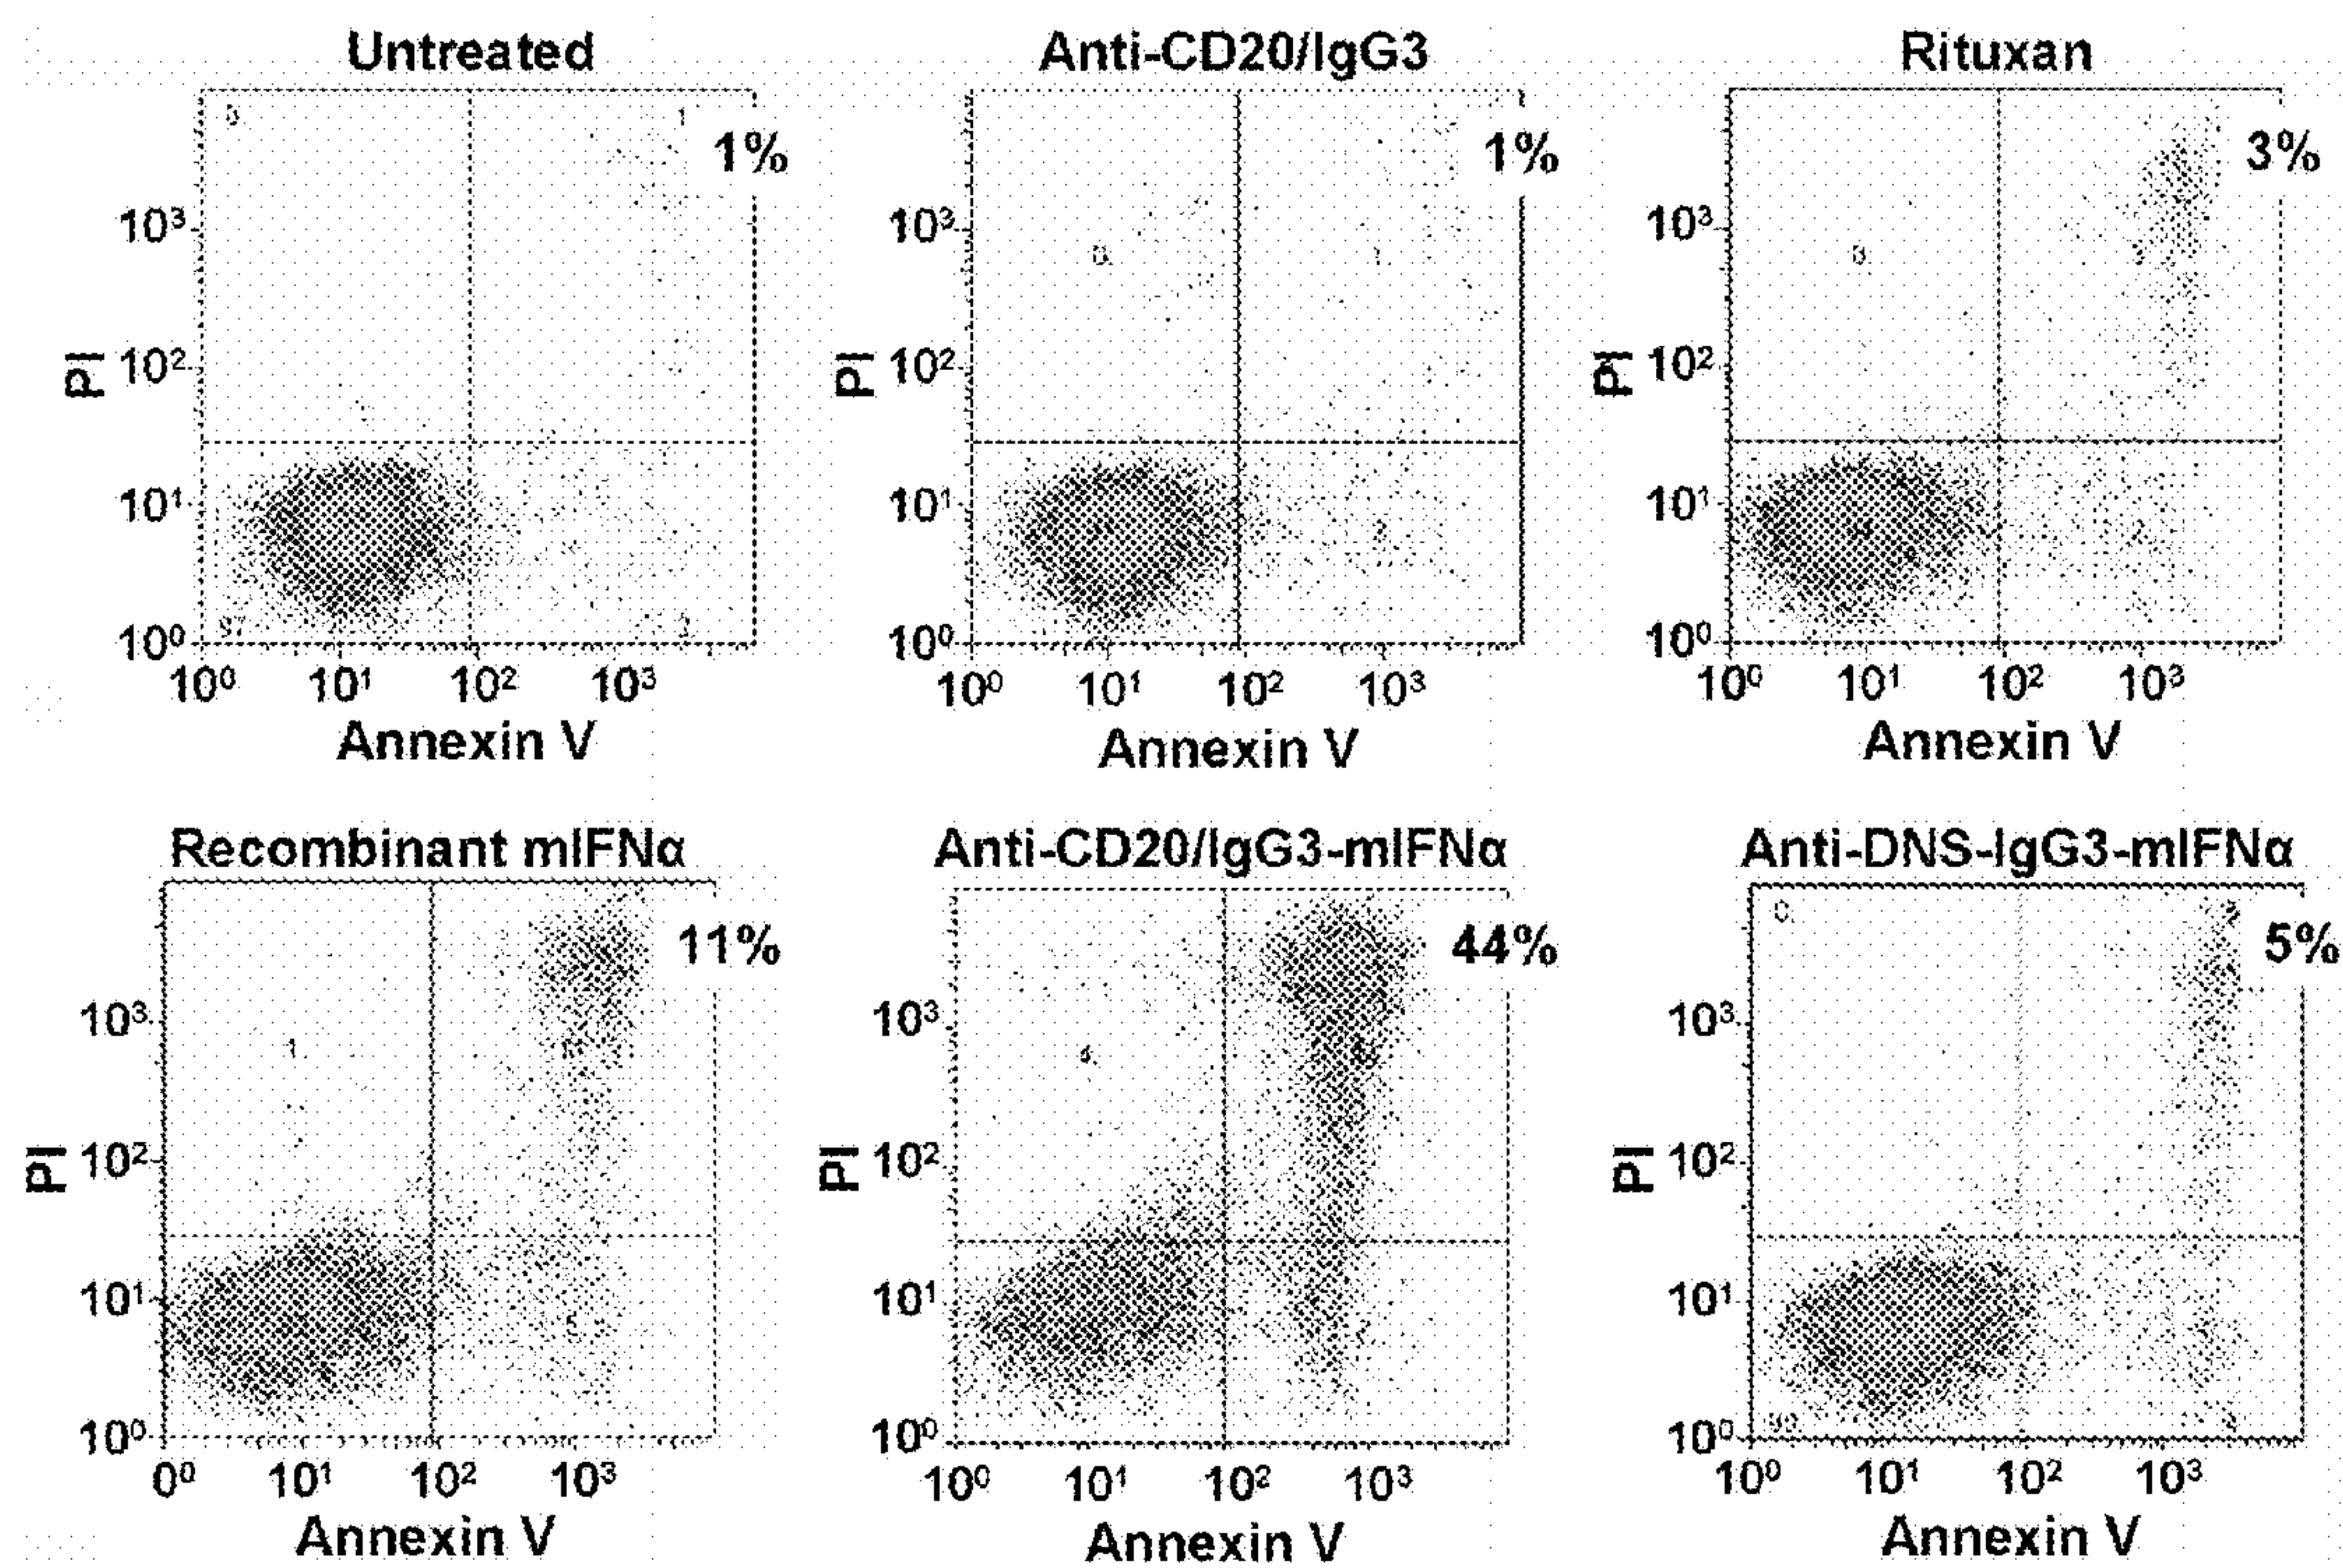 Untreated
1%
PI
10³
10²
10¹
10⁰
10⁰ 10¹ 10² 10³
Annexin V
Anti-CD20/IgG3
1%
PI
10³
10²
10¹
10⁰
10⁰ 10¹ 10² 10³
Annexin V
Rituxan
3%
PI
10³
10²
10¹
10⁰
10⁰ 10¹ 10² 10³
Annexin V
Recombinant mIFNα
11%
PI
10³
10²
10¹
10⁰
0⁰ 10¹ 10² 10³
Annexin V
Anti-CD20/IgG3-mIFNα
44%
PI
10³
10²
10¹
10⁰
10⁰ 10¹ 10² 10³
Annexin V
Anti-DNS-IgG3-mIFNα
5%
PI
10³
10²
10¹
10⁰
10⁰ 10¹ 10² 10³
Annexin V